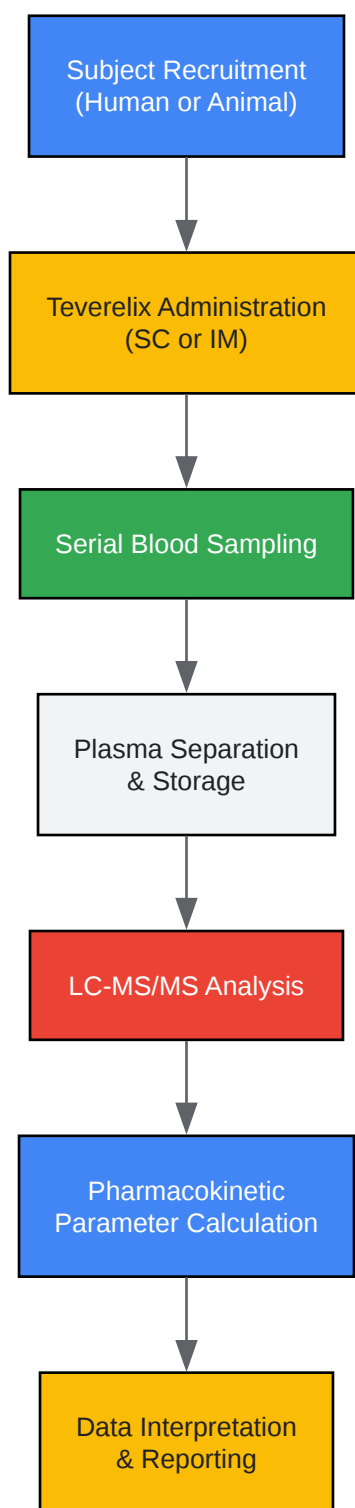 Subject Recruitment
(Human or Animal)
Teverelix Administration
(SC or IM)
Serial Blood Sampling
Plasma Separation
& Storage
LC-MS/MS Analysis
Pharmacokinetic
Parameter Calculation
Data Interpretation
& Reporting